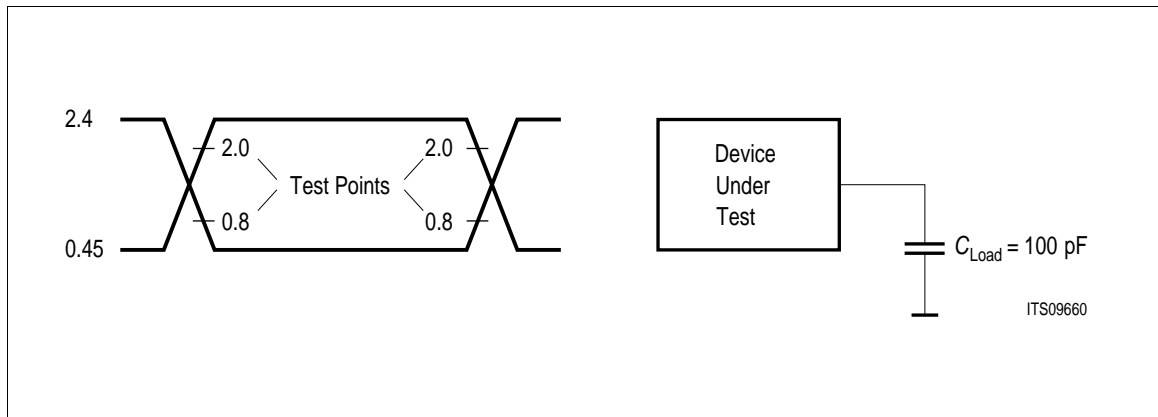 2.4
2.0
2.0
Test Points
0.8
0.8
0.45
Device
Under
Test
C_Load = 100 pF
ITS09660